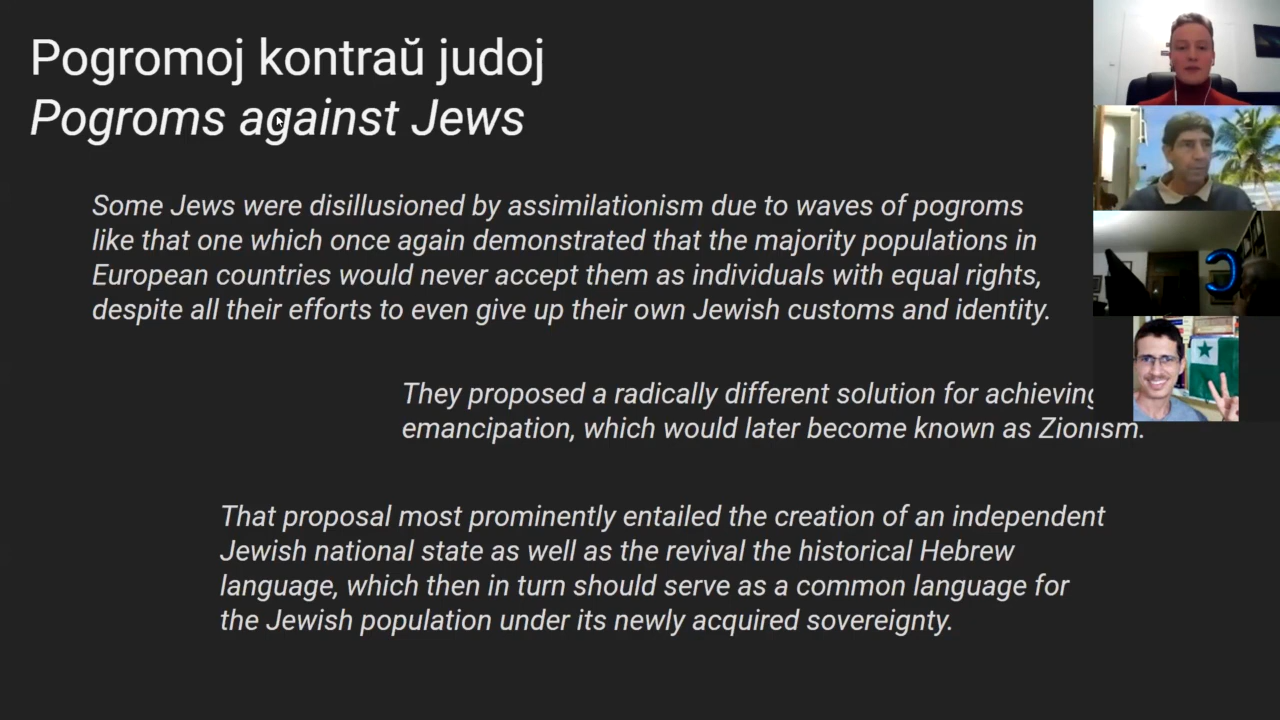 Pogromoj kontraŭ judoj
Pogroms against Jews
Some Jews were disillusioned by assimilationism due to waves of pogroms
like that one which once again demonstrated that the majority populations in
European countries would never accept them as individuals with equal rights,
despite all their efforts to even give up their own Jewish customs and identity.
They proposed a radically different solution for achieving
emancipation, which would later become known as Zionism.
That proposal most prominently entailed the creation of an independent
Jewish national state as well as the revival the historical Hebrew
language, which then in turn should serve as a common language for
the Jewish population under its newly acquired sovereignty.